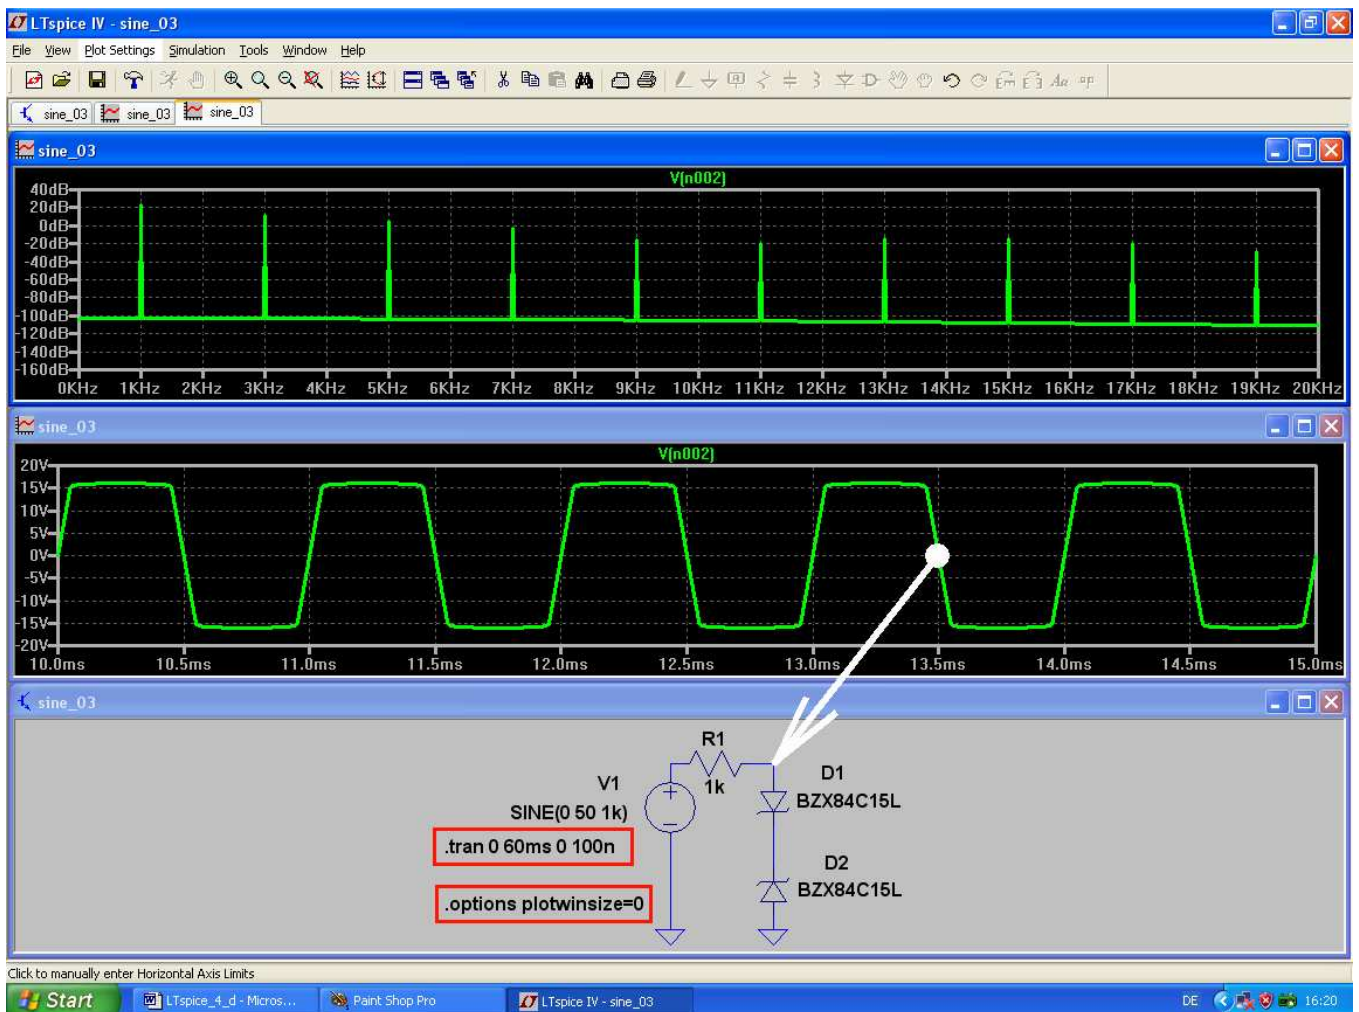 LTspice IV - sine_03
File View Plot Settings Simulation Tools Window Help
sine_03 sine_03 sine_03
sine_03
V(n002)
40dB
20dB
0dB
-20dB
-40dB
-60dB
-80dB
-100dB
-120dB
-140dB
-160dB
0KHz 1KHz 2KHz 3KHz 4KHz 5KHz 6KHz 7KHz 8KHz 9KHz 10KHz 11KHz 12KHz 13KHz 14KHz 15KHz 16KHz 17KHz 18KHz 19KHz 20KHz
sine_03
V(n002)
20V
15V
10V
5V
0V
-5V
-10V
-15V
-20V
10.0ms 10.5ms 11.0ms 11.5ms 12.0ms 12.5ms 13.0ms 13.5ms 14.0ms 14.5ms 15.0ms
sine_03
R1
1k
V1
SINE(0 50 1k)
D1
BZX84C15L
.tran 0 60ms 0 100n
D2
BZX84C15L
.options plotwinsize=0
Click to manually enter Horizontal Axis Limits
Start LTspice_4_d - Micros... Paint Shop Pro LTspice IV - sine_03 DE 16:20